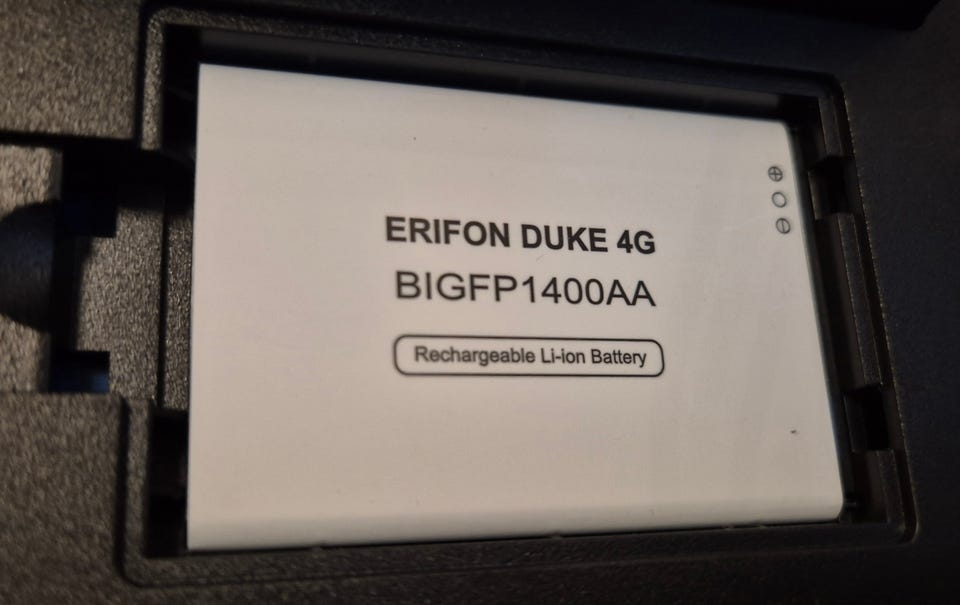 ERIFON DUKE 4G
BIGFP1400AA
Rechargeable Li-ion Battery